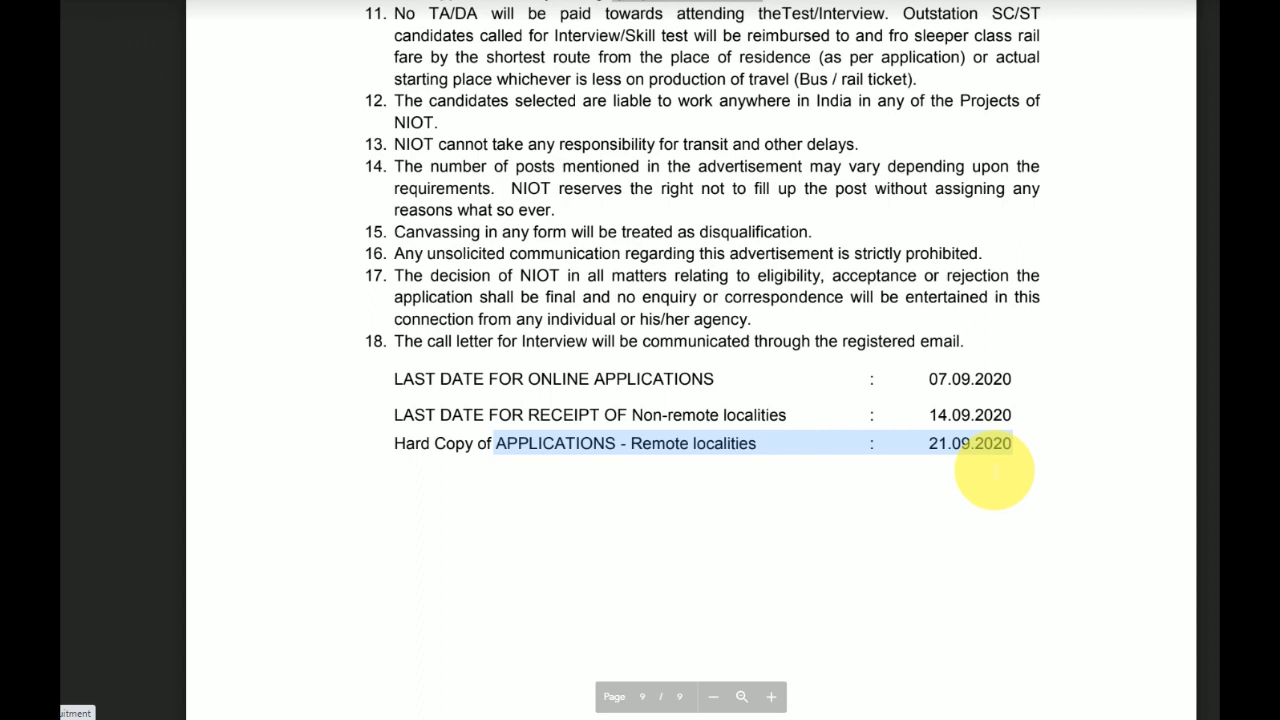 11. No TA/DA will be paid towards attending theTest/Interview. Outstation SC/ST
candidates called for Interview/Skill test will be reimbursed to and fro sleeper class rail
fare by the shortest route from the place of residence (as per application) or actual
starting place whichever is less on production of travel (Bus / rail ticket).
12. The candidates selected are liable to work anywhere in India in any of the Projects of
NIOT.
13. NIOT cannot take any responsibility for transit and other delays.
14. The number of posts mentioned in the advertisement may vary depending upon the
requirements. NIOT reserves the right not to fill up the post without assigning any
reasons what so ever.
15. Canvassing in any form will be treated as disqualification.
16. Any unsolicited communication regarding this advertisement is strictly prohibited.
17. The decision of NIOT in all matters relating to eligibility, acceptance or rejection the
application shall be final and no enquiry or correspondence will be entertained in this
connection from any individual or his/her agency.
18. The call letter for Interview will be communicated through the registered email.
LAST DATE FOR ONLINE APPLICATIONS : 07.09.2020
LAST DATE FOR RECEIPT OF Non-remote localities : 14.09.2020
Hard Copy of APPLICATIONS - Remote localities : 21.09.2020
Page 9 / 9
uitment